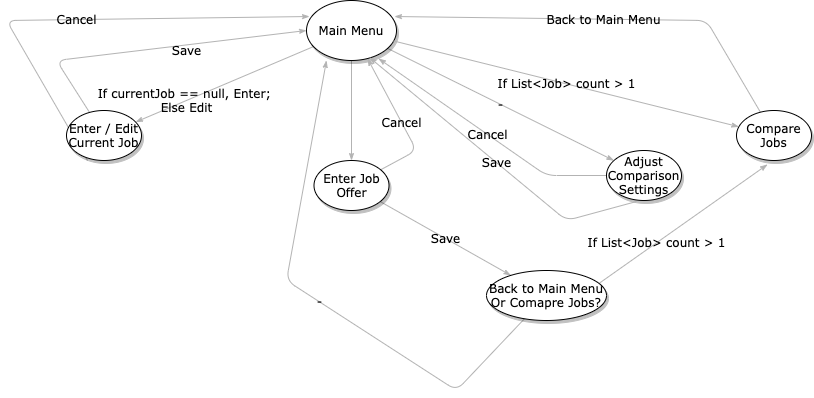 Cancel
Back to Main Menu
Main Menu
Save
If List<Job> count > 1
If currentJob == null, Enter;
Else Edit
-
Cancel
Enter / Edit
Current Job
Cancel
Compare
Jobs
Save
Adjust
Comparison
Settings
Enter Job
Offer
Save
If List<Job> count > 1
Back to Main Menu
Or Comapre Jobs?
-